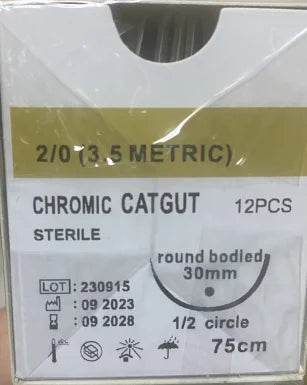 2/0 (3.5 METRIC)
CHROMIC CATGUT 12PCS
STERILE
round bodied
30mm
LOT : 230915
: 09 2023
: 09 2028
1/2 circle
75cm